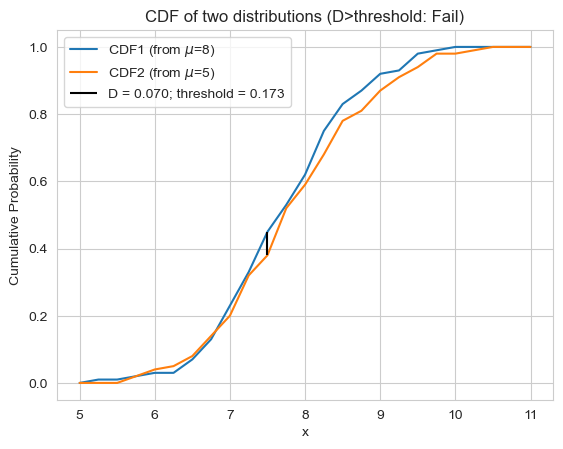 CDF of two distributions (D>threshold: Fail)
CDF1 (from μ=8)
CDF2 (from μ=5)
D = 0.070; threshold = 0.173
Cumulative Probability
1.0
0.8
0.6
0.4
0.2
0.0
5 6 7 8 9 10 11
x